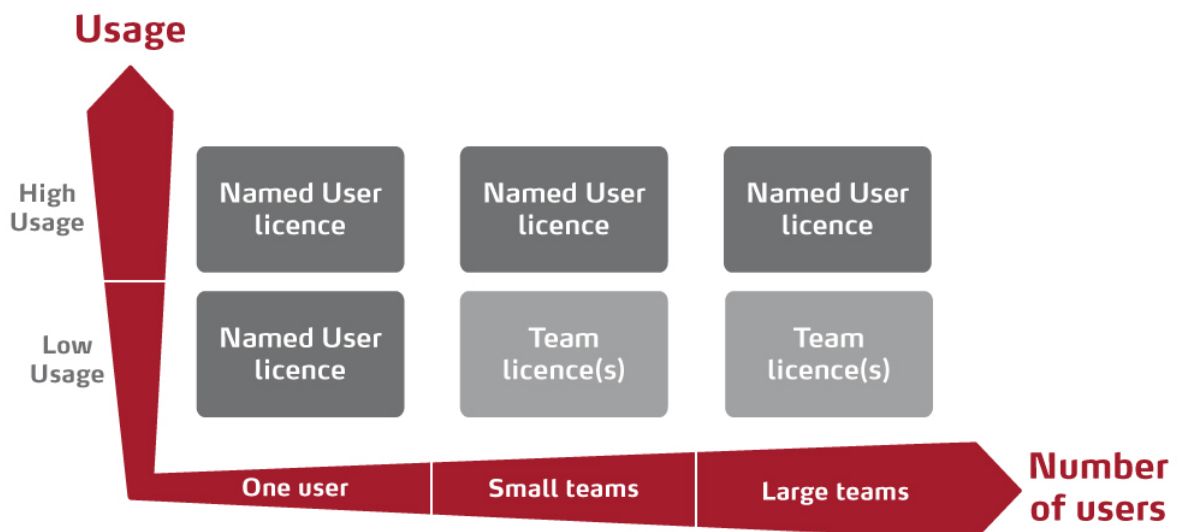 Usage
High
Usage
Named User
licence
Named User
licence
Named User
licence
Low
Usage
Named User
licence
Team
licence(s)
Team
licence(s)
One user
Small teams
Large teams
Number
of users